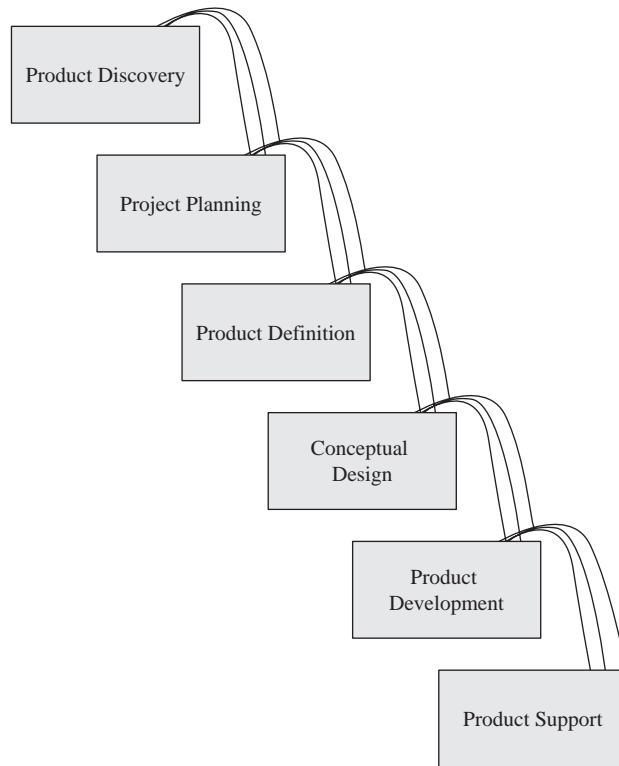 Product Discovery
Project Planning
Product Definition
Conceptual
Design
Product
Development
Product Support